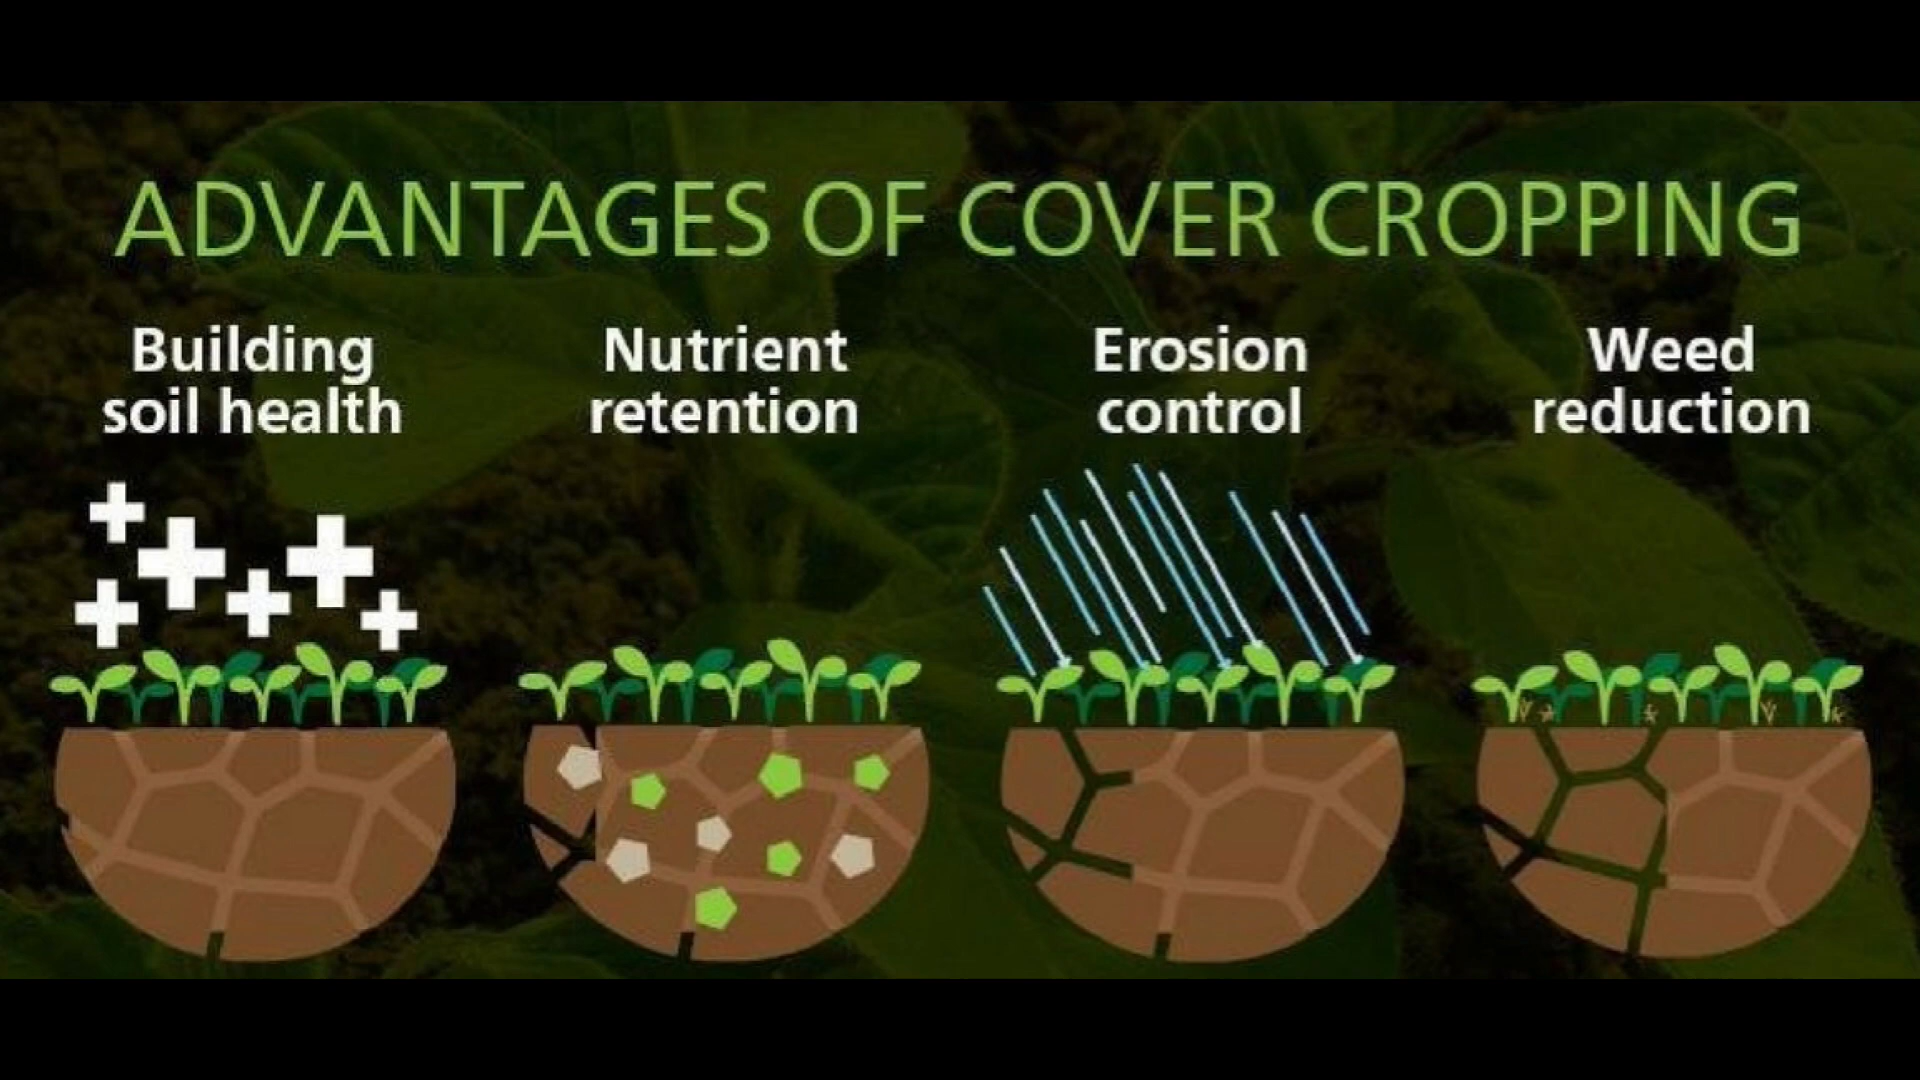 ADVANTAGES OF COVER CROPPING
Building
soil health
Nutrient
retention
Erosion
control
Weed
reduction